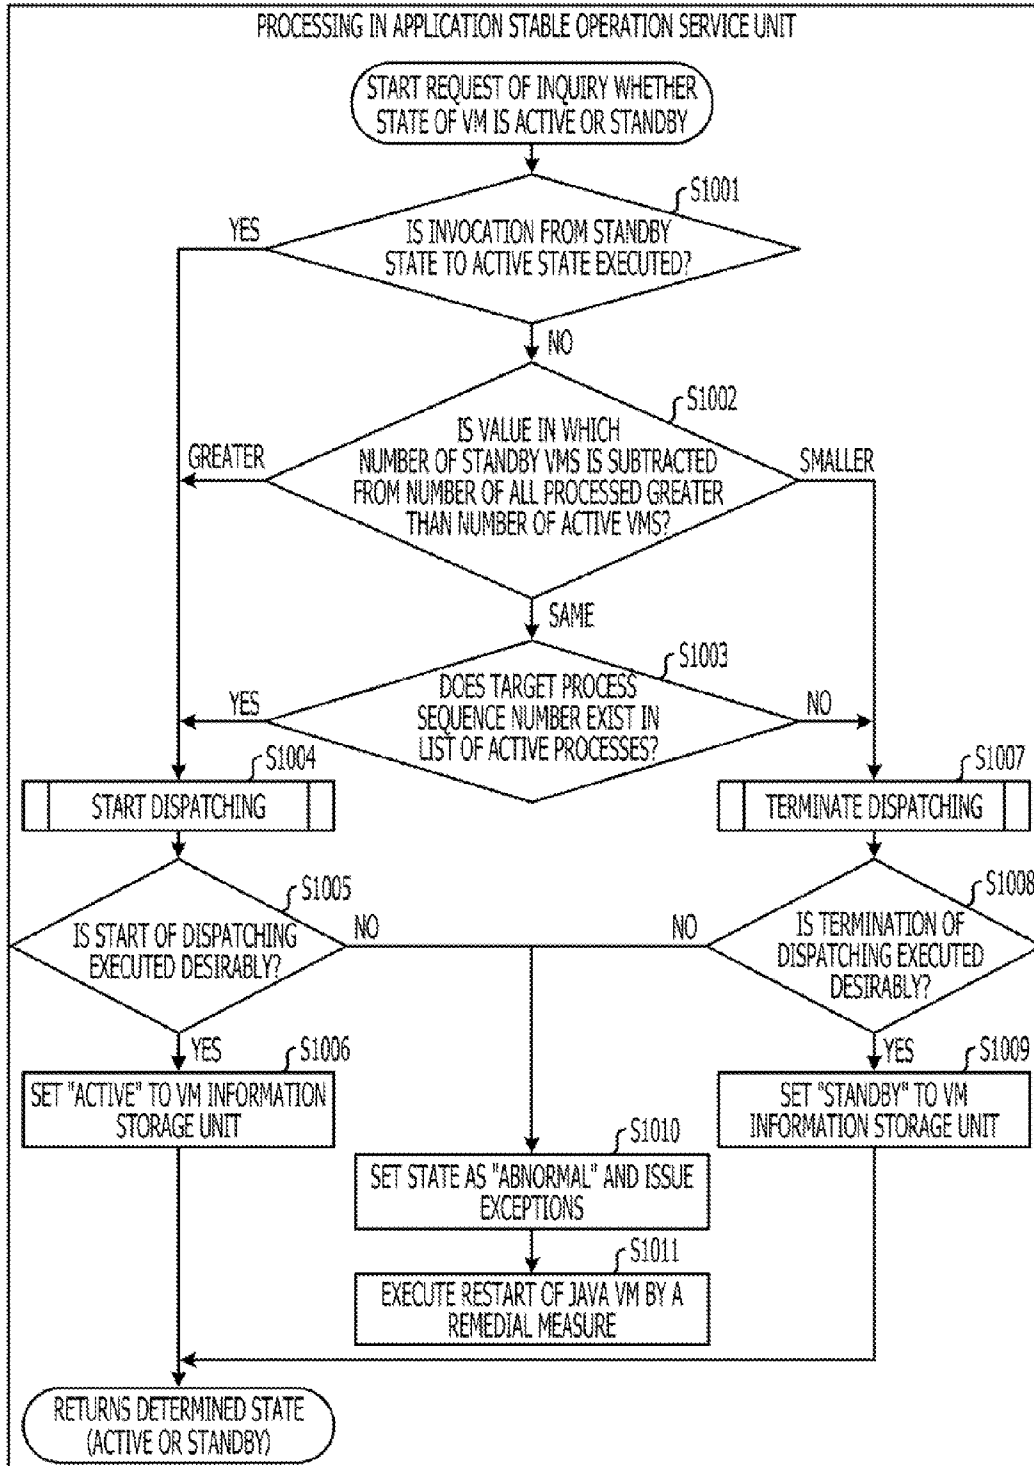 PROCESSING IN APPLICATION STABLE OPERATION SERVICE UNIT
START REQUEST OF INQUIRY WHETHER
STATE OF VM IS ACTIVE OR STANDBY
S1001
YES
IS INVOCATION FROM STANDBY
STATE TO ACTIVE STATE EXECUTED?
NO
S1002
IS VALUE IN WHICH
GREATER
NUMBER OF STANDBY VMS IS SUBTRACTED
SMALLER
FROM NUMBER OF ALL PROCESSED GREATER
THAN NUMBER OF ACTIVE VMS?
SAME
S1003
DOES TARGET PROCESS
YES
SEQUENCE NUMBER EXIST IN
NO
LIST OF ACTIVE PROCESSES?
S1004
START DISPATCHING
S1007
TERMINATE DISPATCHING
S1005
IS START OF DISPATCHING
EXECUTED DESIRABLY?
NO
S1008
NO
IS TERMINATION OF
DISPATCHING EXECUTED
DESIRABLY?
YES
S1006
SET "ACTIVE" TO VM INFORMATION
STORAGE UNIT
YES
S1009
SET "STANDBY" TO VM
INFORMATION STORAGE UNIT
S1010
SET STATE AS "ABNORMAL" AND ISSUE
EXCEPTIONS
S1011
EXECUTE RESTART OF JAVA VM BY A
REMEDIAL MEASURE
RETURNS DETERMINED STATE
(ACTIVE OR STANDBY)